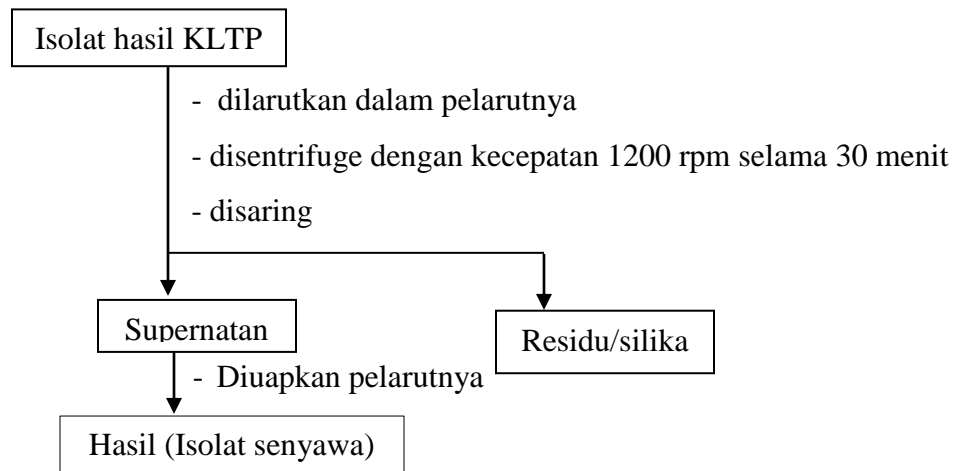 Isolat hasil KLTP
- dilarutkan dalam pelarutnya
- disentrifuge dengan kecepatan 1200 rpm selama 30 menit
- disaring
Supernatan
Residu/silika
- Diuapkan pelarutnya
Hasil (Isolat senyawa)